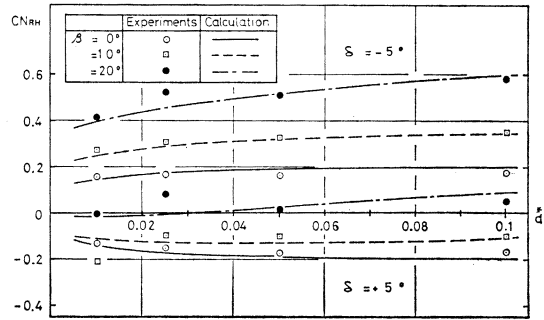 CNRH
Experiments Calculation
β = 0°
= 10°
= 20°
δ = -5°
0.6
0.4
0.2
0
0.02 0.04 0.06 0.08 0.1
-0.2
-0.4
δ = +5°